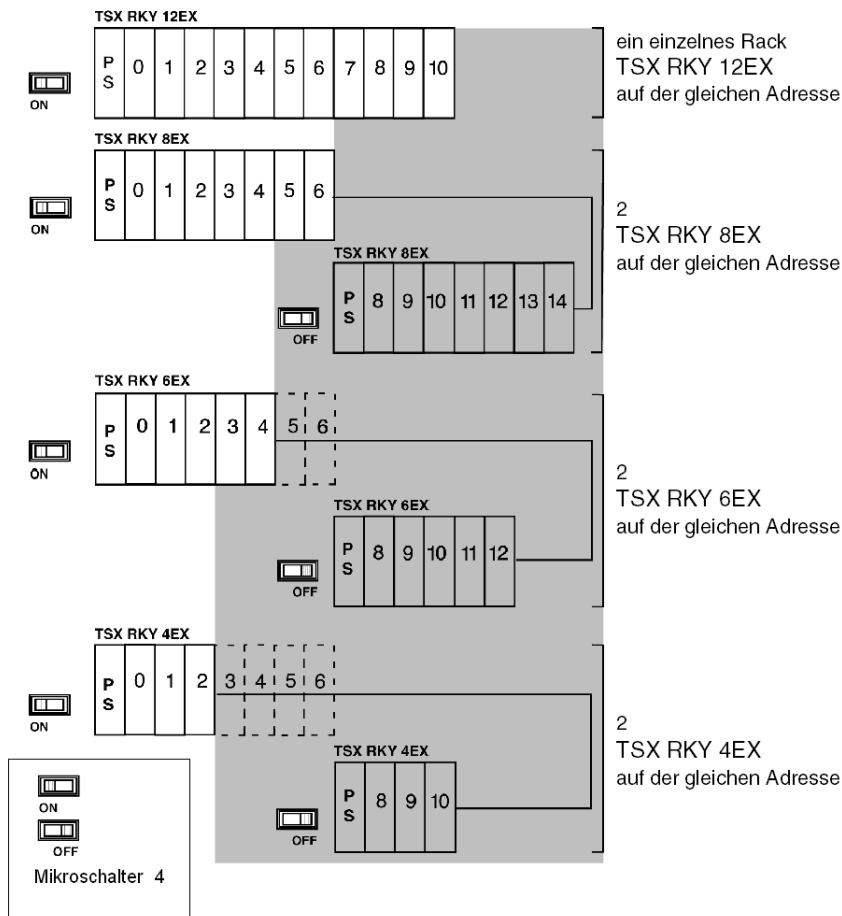 TSX RKY 12EX
P S 0 1 2 3 4 5 6 7 8 9 10
ON
ein einzelnes Rack
TSX RKY 12EX
auf der gleichen Adresse
TSX RKY 8EX
P S 0 1 2 3 4 5 6
ON
2
TSX RKY 8EX
auf der gleichen Adresse
TSX RKY 8EX
P S 8 9 10 11 12 13 14
OFF
TSX RKY 6EX
P S 0 1 2 3 4 5 6
ON
2
TSX RKY 6EX
auf der gleichen Adresse
TSX RKY 6EX
P S 8 9 10 11 12
OFF
TSX RKY 4EX
P S 0 1 2 3 4 5 6
ON
2
TSX RKY 4EX
auf der gleichen Adresse
TSX RKY 4EX
P S 8 9 10
OFF
ON
OFF
Mikroschalter 4